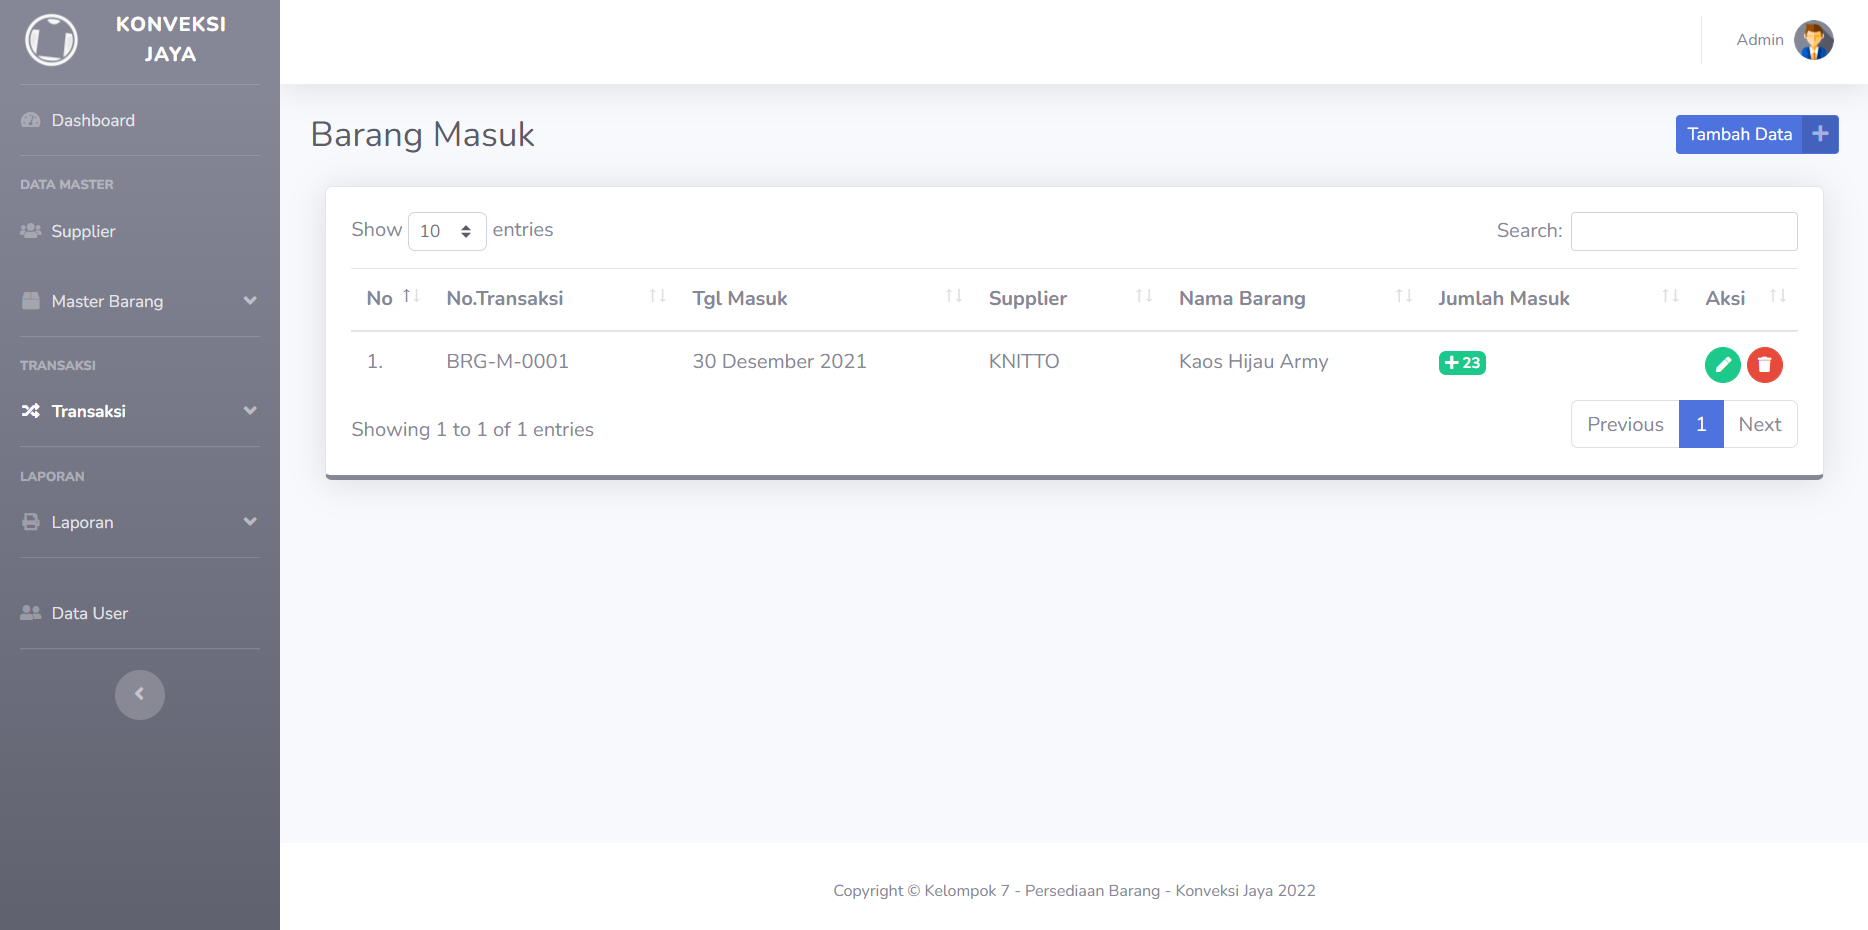 KONVEKSI
JAYA
Admin
Dashboard
DATA MASTER
Supplier
Master Barang
TRANSAKSI
Transaksi
LAPORAN
Laporan
Data User
Barang Masuk
Tambah Data
Show 10 entries
Search:
No No.Transaksi Tgl Masuk Supplier Nama Barang Jumlah Masuk Aksi
1. BRG-M-0001 30 Desember 2021 KNITTO Kaos Hijau Army +23
Showing 1 to 1 of 1 entries
Previous 1 Next
Copyright © Kelompok 7 - Persediaan Barang - Konveksi Jaya 2022